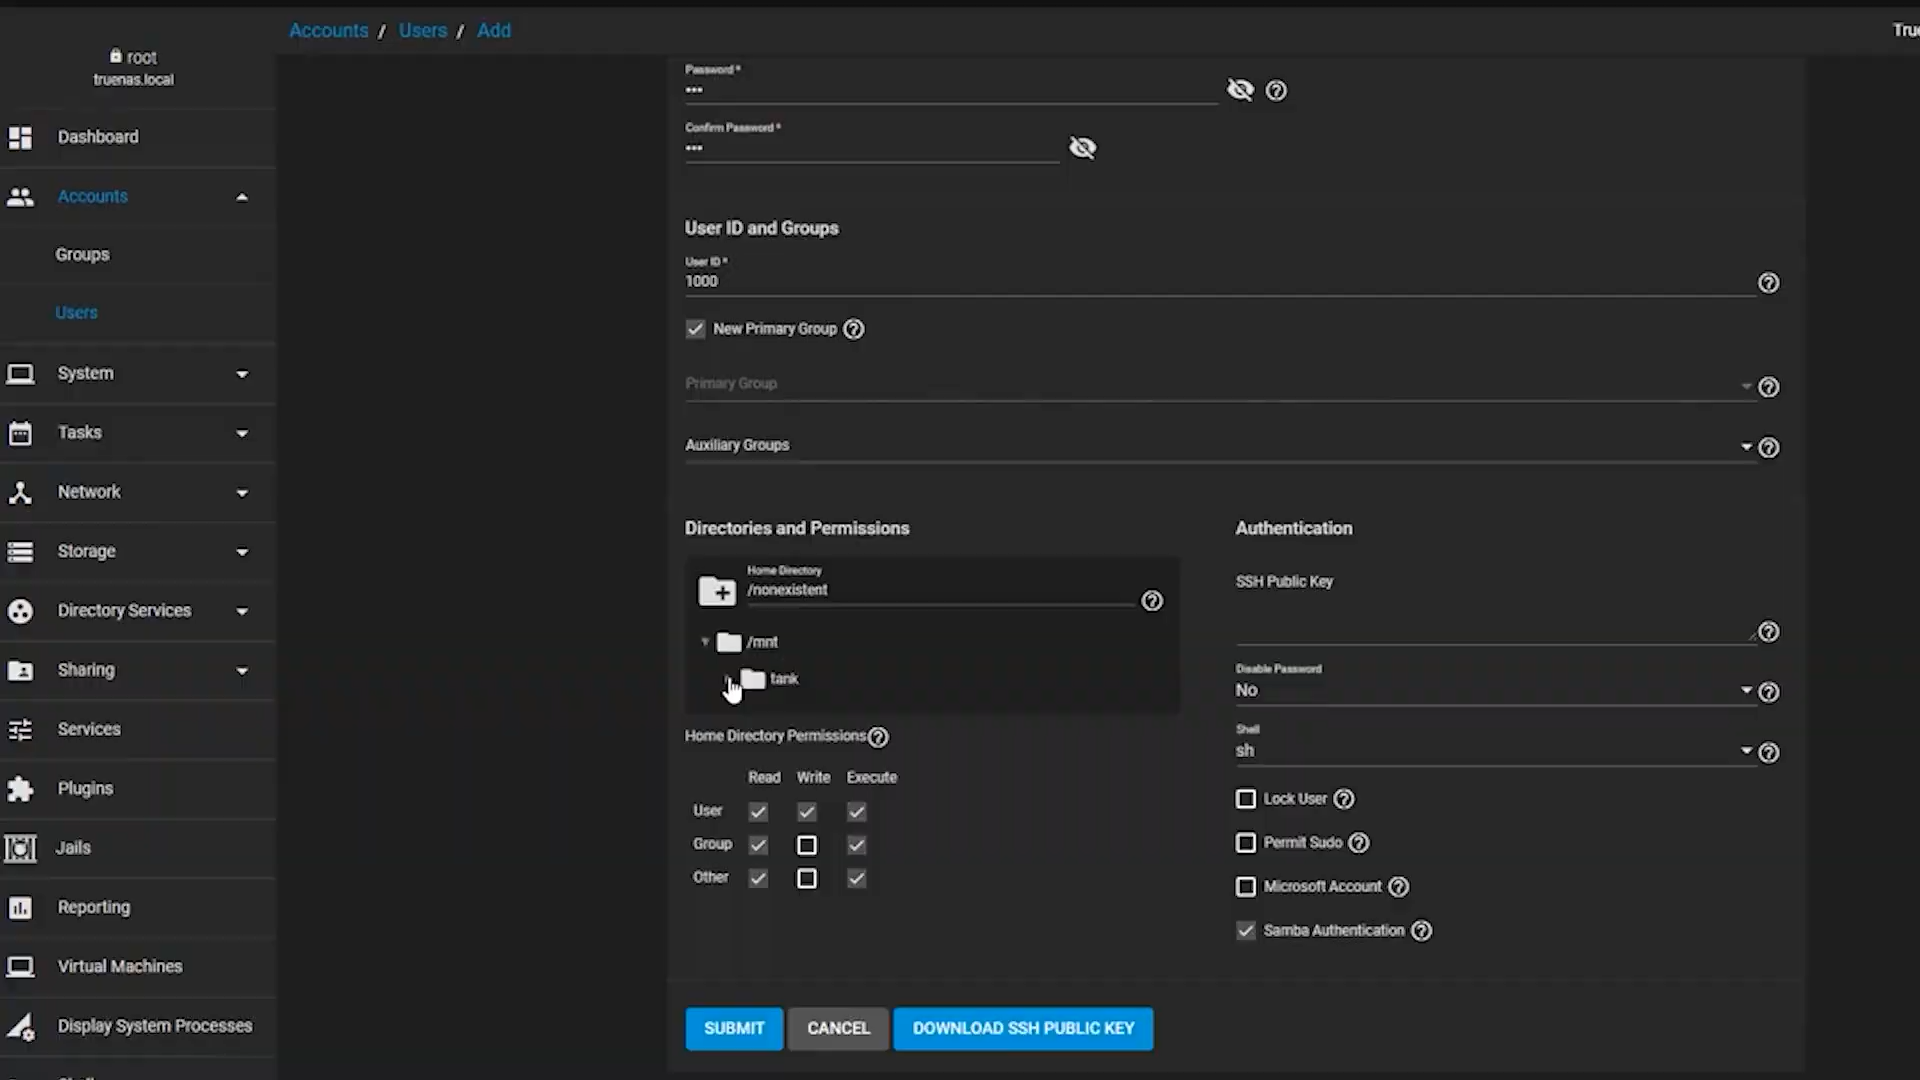 Accounts / Users / Add
True
root
truenas.local
Dashboard
Accounts
Groups
Users
System
Tasks
Network
Storage
Directory Services
Sharing
Services
Plugins
Jails
Reporting
Virtual Machines
Display System Processes
Password *
•••
Confirm Password *
•••
User ID and Groups
User ID *
1000
New Primary Group
Primary Group
Auxiliary Groups
Directories and Permissions
Home Directory
/nonexistent
/mnt
tank
Home Directory Permissions
Read Write Execute
User
Group
Other
Authentication
SSH Public Key
Disable Password
No
Shell
sh
Lock User
Permit Sudo
Microsoft Account
Samba Authentication
SUBMIT CANCEL DOWNLOAD SSH PUBLIC KEY